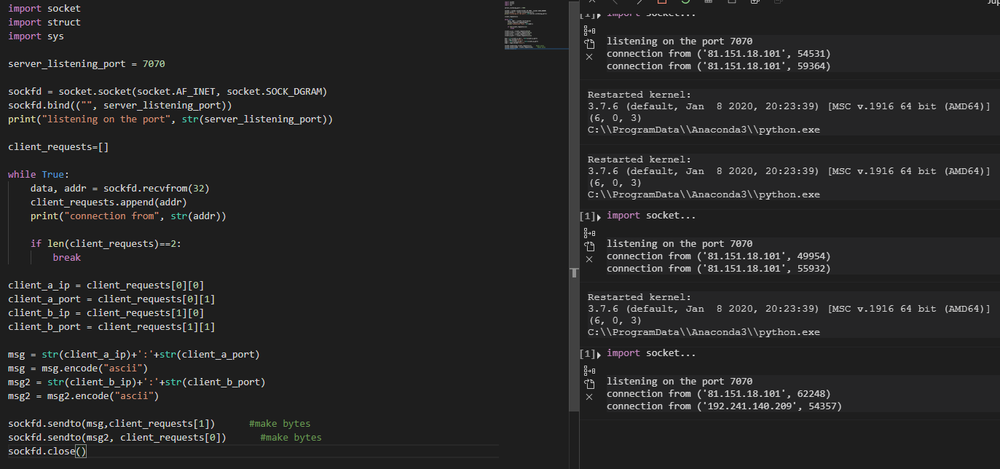 import socket
import struct
import sys
server_listening_port = 7070
sockfd = socket.socket(socket.AF_INET, socket.SOCK_DGRAM)
sockfd.bind(("", server_listening_port))
print("listening on the port", str(server_listening_port))
client_requests=[]
while True:
    data, addr = sockfd.recvfrom(32)
    client_requests.append(addr)
    print("connection from", str(addr))
    if len(client_requests)==2:
        break
client_a_ip = client_requests[0][0]
client_a_port = client_requests[0][1]
client_b_ip = client_requests[1][0]
client_b_port = client_requests[1][1]
msg = str(client_a_ip)+':'+str(client_a_port)
msg = msg.encode("ascii")
msg2 = str(client_b_ip)+':'+str(client_b_port)
msg2 = msg2.encode("ascii")
sockfd.sendto(msg,client_requests[1])      #make bytes
sockfd.sendto(msg2, client_requests[0])      #make bytes
sockfd.close()
[1] import socket...
listening on the port 7070
connection from ('81.151.18.101', 54531)
connection from ('81.151.18.101', 59364)
Restarted kernel:
3.7.6 (default, Jan  8 2020, 20:23:39) [MSC v.1916 64 bit (AMD64)]
(6, 0, 3)
C:\\ProgramData\\Anaconda3\\python.exe
Restarted kernel:
3.7.6 (default, Jan  8 2020, 20:23:39) [MSC v.1916 64 bit (AMD64)]
(6, 0, 3)
C:\\ProgramData\\Anaconda3\\python.exe
[1] import socket...
listening on the port 7070
connection from ('81.151.18.101', 49954)
connection from ('81.151.18.101', 55932)
Restarted kernel:
3.7.6 (default, Jan  8 2020, 20:23:39) [MSC v.1916 64 bit (AMD64)]
(6, 0, 3)
C:\\ProgramData\\Anaconda3\\python.exe
[1] import socket...
listening on the port 7070
connection from ('81.151.18.101', 62248)
connection from ('192.241.140.209', 54357)